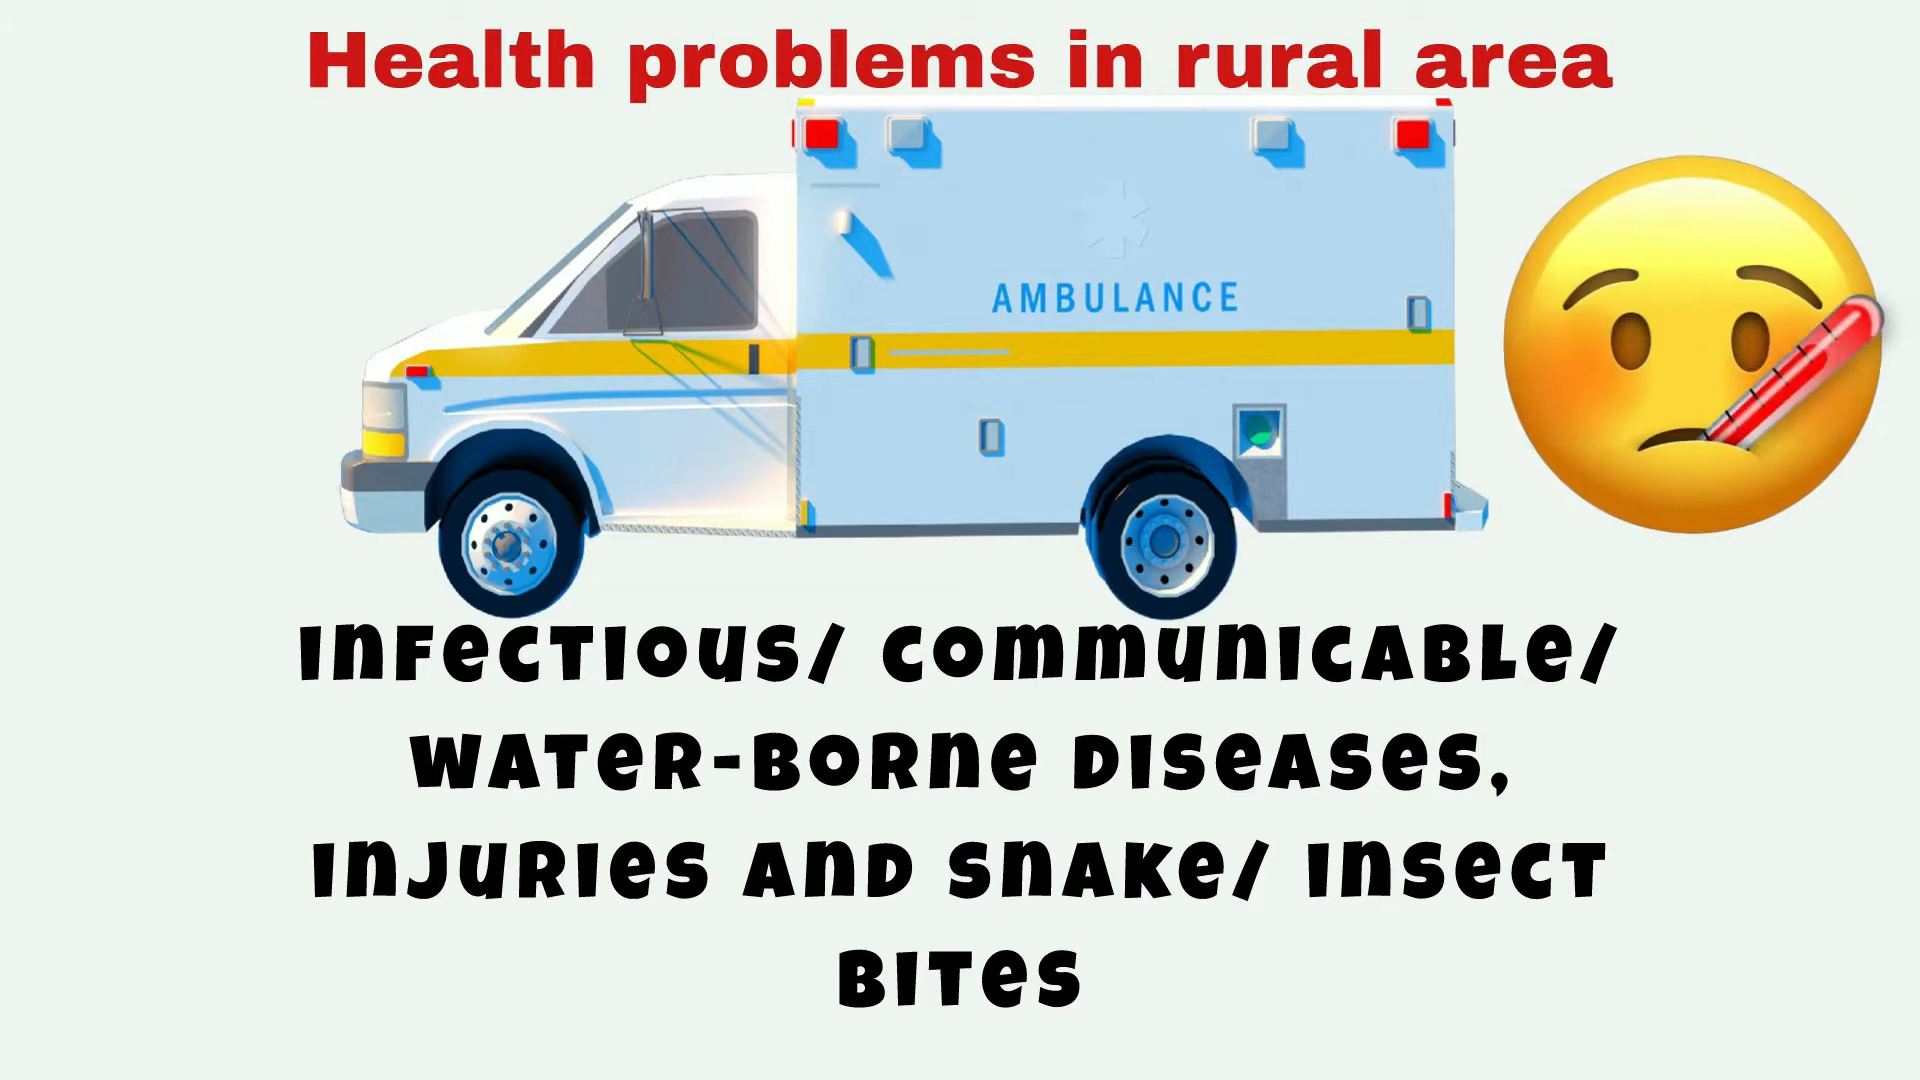 Health problems in rural area
AMBULANCE
Infectious/ communicable/
water-borne diseases,
injuries and snake/ insect
bites